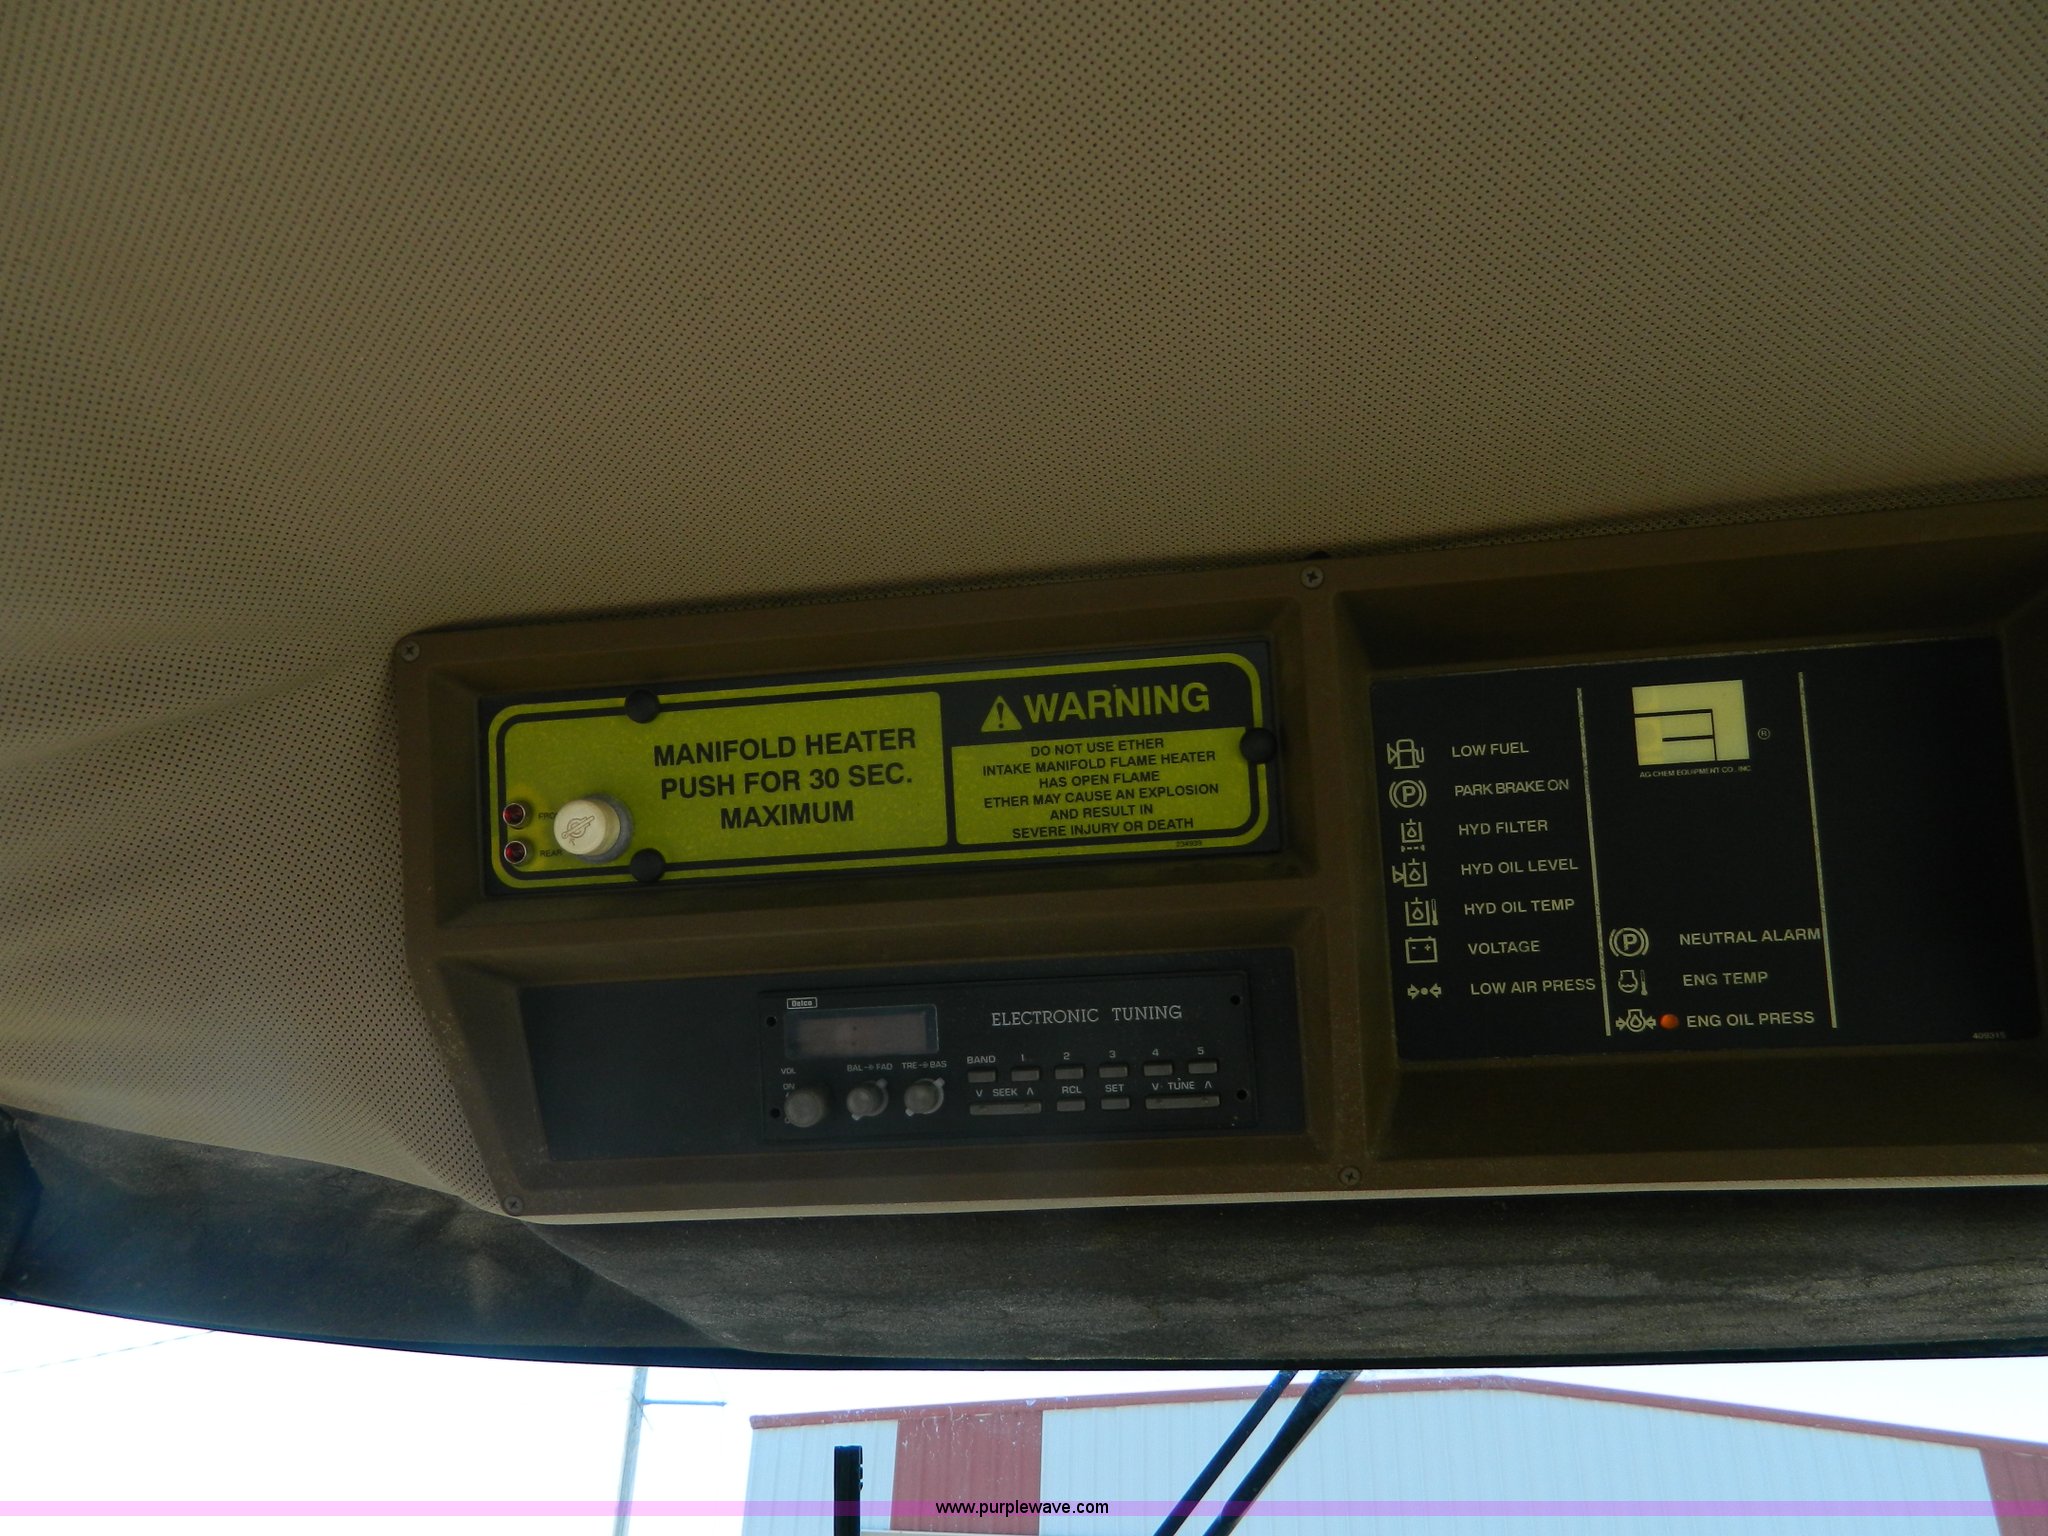 MANIFOLD HEATER
PUSH FOR 30 SEC.
MAXIMUM
REAR
WARNING
DO NOT USE ETHER
INTAKE MANIFOLD FLAME HEATER
HAS OPEN FLAME
ETHER MAY CAUSE AN EXPLOSION
AND RESULT IN
SEVERE INJURY OR DEATH
234939
Delco
ELECTRONIC TUNING
VOL
ON
BAL FAD
TRE BAS
BAND 1 2 3 4 5
V SEEK Λ RCL SET V TUNE Λ
LOW FUEL
PARK BRAKE ON
HYD FILTER
HYD OIL LEVEL
HYD OIL TEMP
VOLTAGE
LOW AIR PRESS
®
AG CHEM EQUIPMENT CO., INC.
P NEUTRAL ALARM
ENG TEMP
ENG OIL PRESS
www.purplewave.com